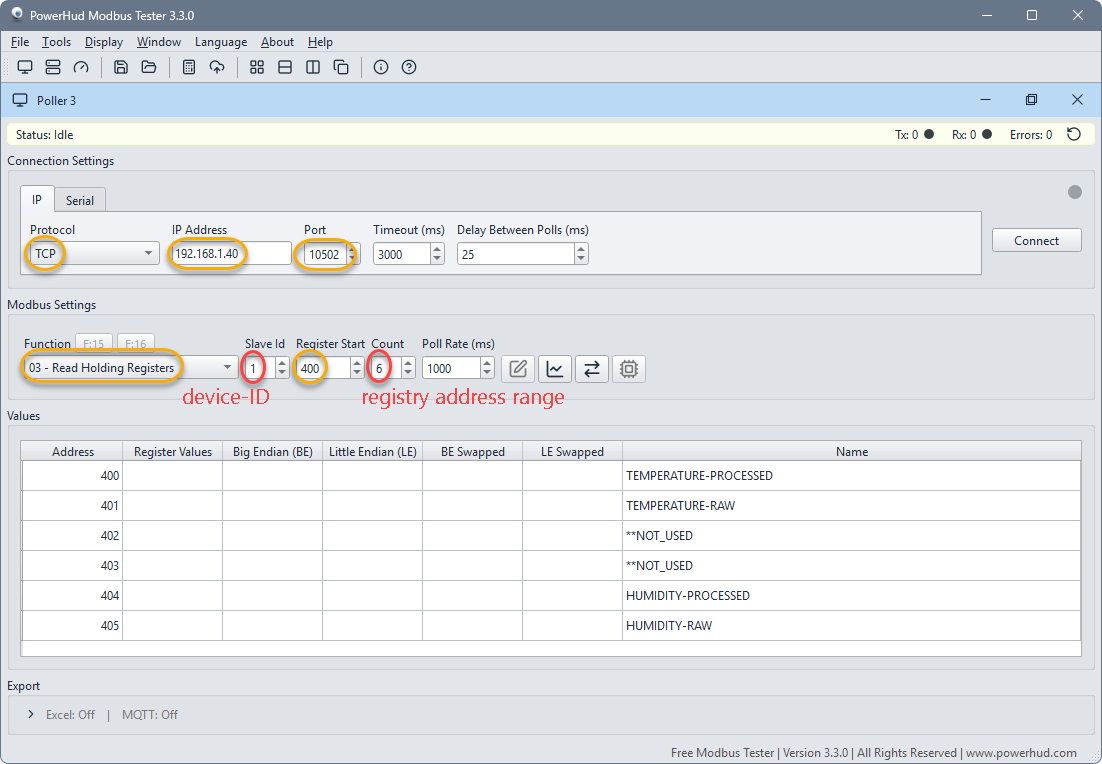 PowerHud Modbus Tester 3.3.0
File Tools Display Window Language About Help
Poller 3
Status: Idle Tx: 0 Rx: 0 Errors: 0
Connection Settings
IP Serial
Protocol IP Address Port Timeout (ms) Delay Between Polls (ms)
TCP 192.168.1.40 10502 3000 25 Connect
Modbus Settings
Function F:15 F:16 Slave Id Register Start Count Poll Rate (ms)
03 - Read Holding Registers 1 400 6 1000
device-ID registry address range
Values
Address Register Values Big Endian (BE) Little Endian (LE) BE Swapped LE Swapped Name
400 TEMPERATURE-PROCESSED
401 TEMPERATURE-RAW
402 **NOT_USED
403 **NOT_USED
404 HUMIDITY-PROCESSED
405 HUMIDITY-RAW
Export
Excel: Off | MQTT: Off
Free Modbus Tester | Version 3.3.0 | All Rights Reserved | www.powerhud.com